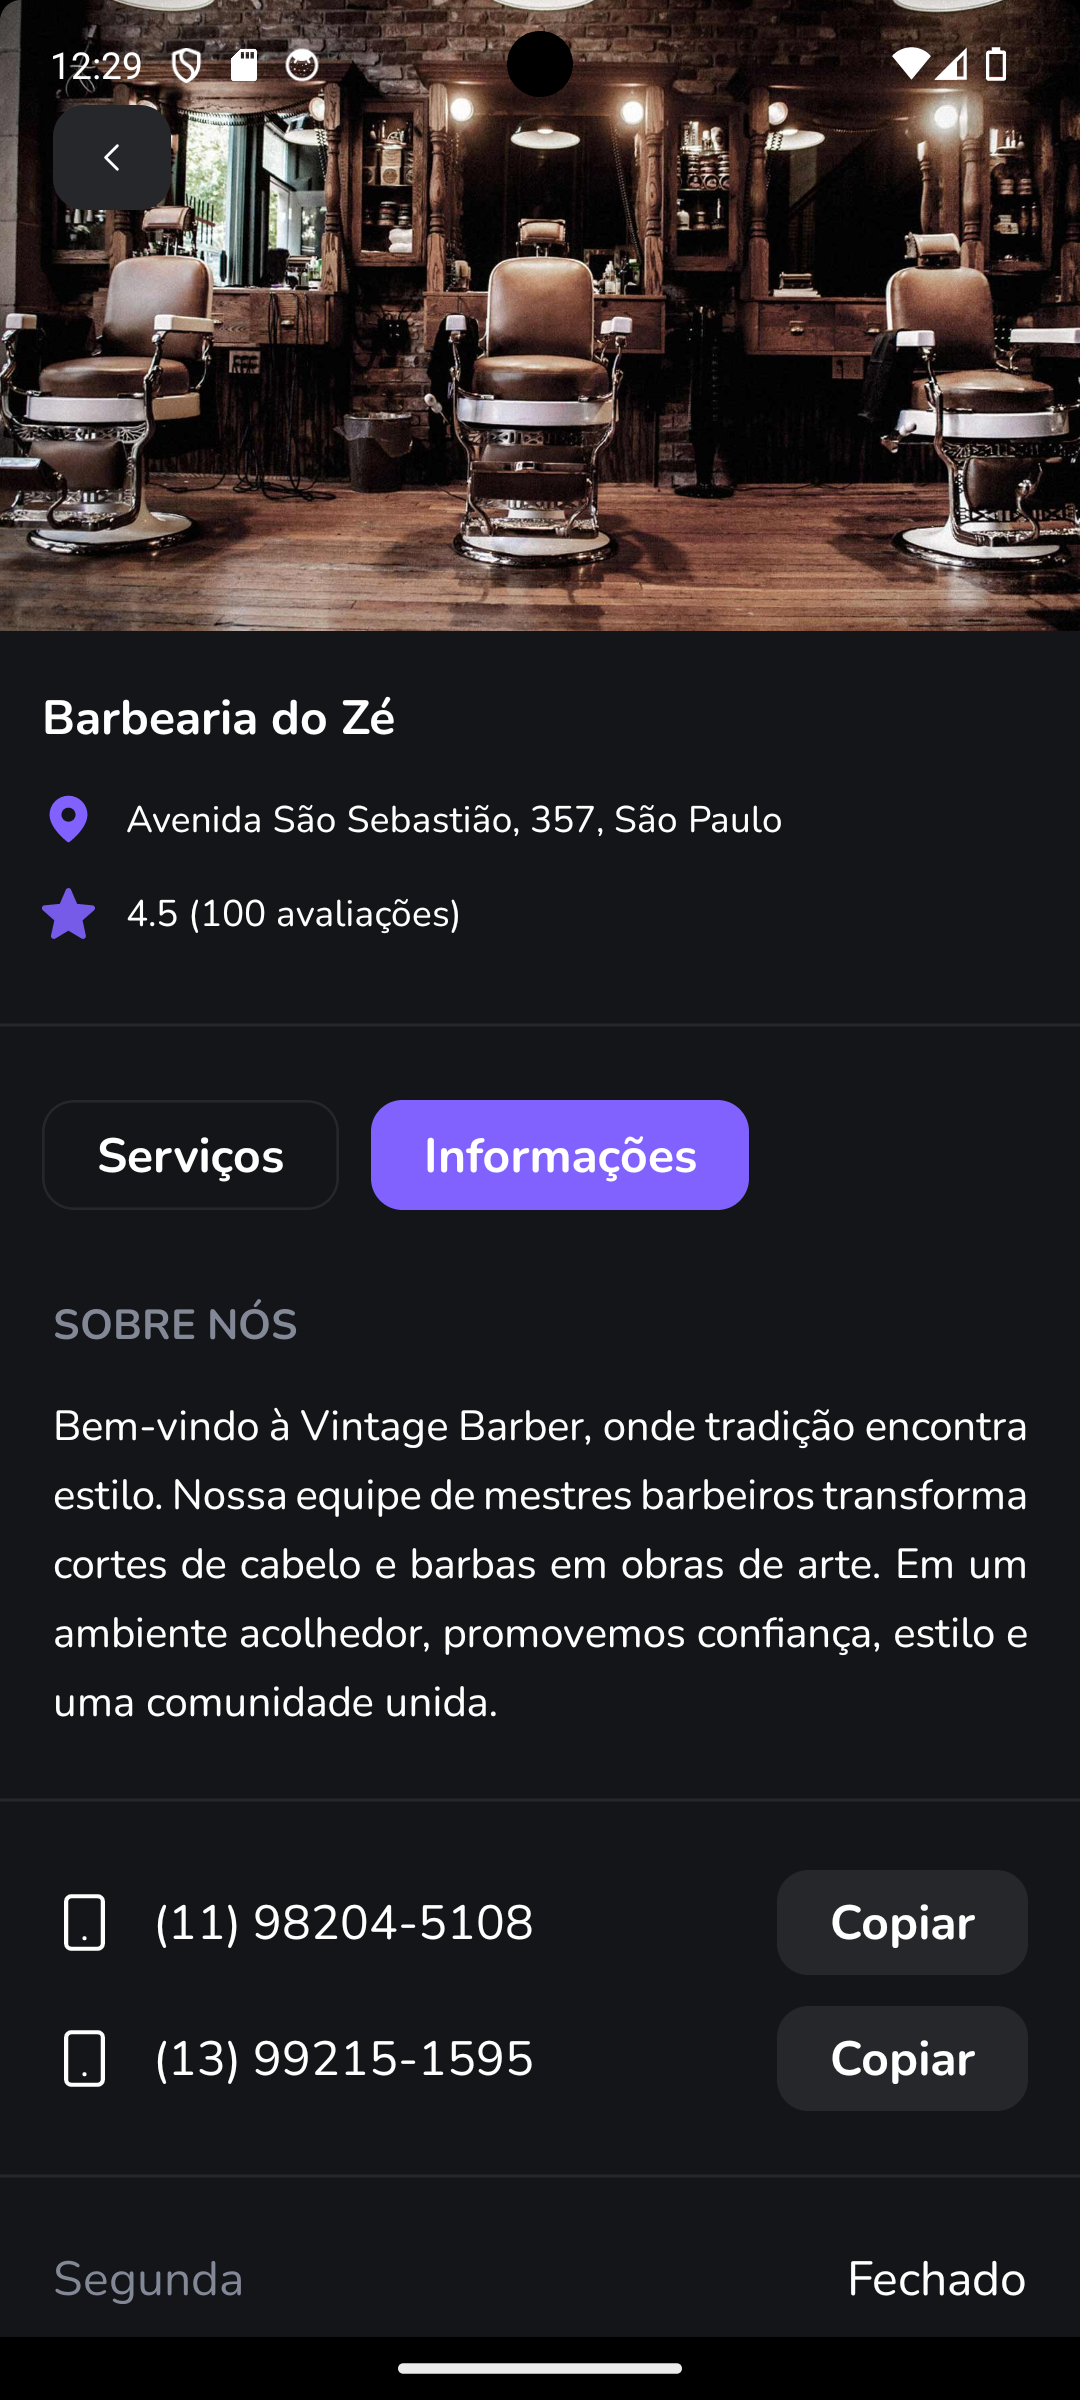 12:29
Barbearia do Zé
Avenida São Sebastião, 357, São Paulo
4.5 (100 avaliações)
Serviços
Informações
SOBRE NÓS
Bem-vindo à Vintage Barber, onde tradição encontra
estilo. Nossa equipe de mestres barbeiros transforma
cortes de cabelo e barbas em obras de arte. Em um
ambiente acolhedor, promovemos confiança, estilo e
uma comunidade unida.
(11) 98204-5108
Copiar
(13) 99215-1595
Copiar
Segunda
Fechado